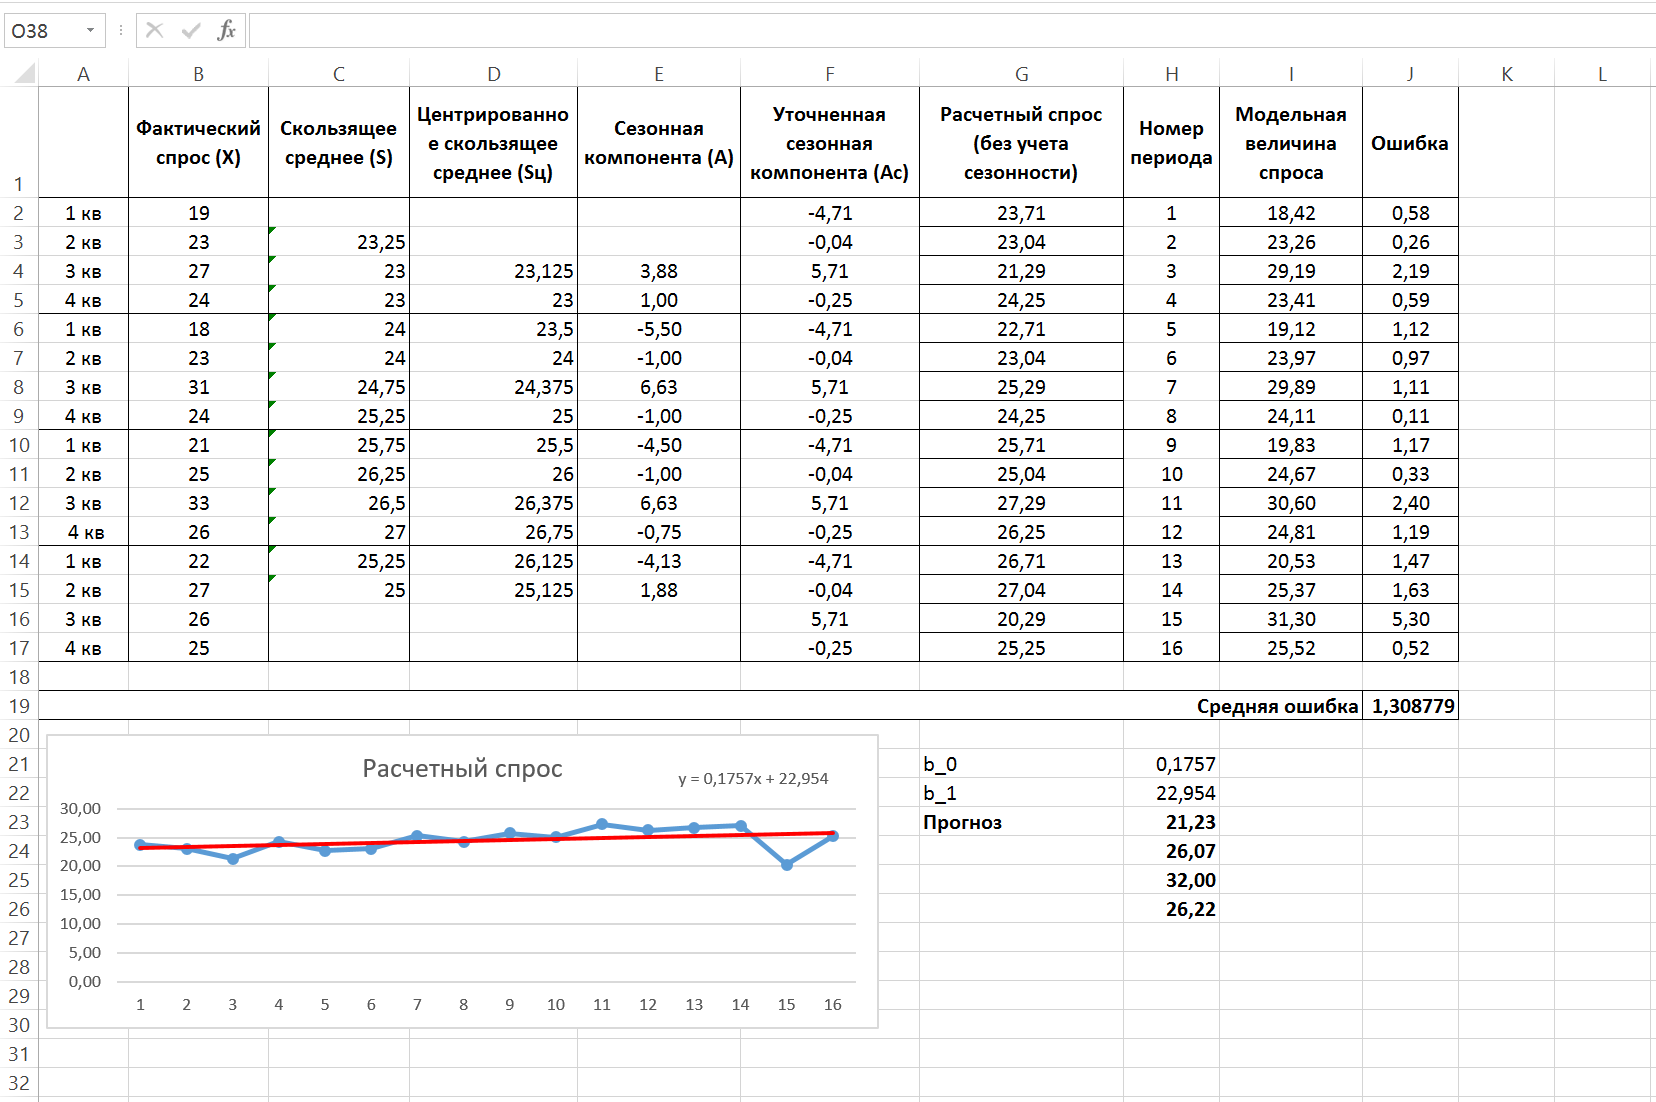 O38 fx
A B C D E F G H I J K L
1 Фактический спрос (X) Скользящее среднее (S) Центрированно е скользящее среднее (Sц) Сезонная компонента (A) Уточненная сезонная компонента (Ac) Расчетный спрос (без учета сезонности) Номер периода Модельная величина спроса Ошибка
2 1 кв 19 -4,71 23,71 1 18,42 0,58
3 2 кв 23 23,25 -0,04 23,04 2 23,26 0,26
4 3 кв 27 23 23,125 3,88 5,71 21,29 3 29,19 2,19
5 4 кв 24 23 23 1,00 -0,25 24,25 4 23,41 0,59
6 1 кв 18 24 23,5 -5,50 -4,71 22,71 5 19,12 1,12
7 2 кв 23 24 24 -1,00 -0,04 23,04 6 23,97 0,97
8 3 кв 31 24,75 24,375 6,63 5,71 25,29 7 29,89 1,11
9 4 кв 24 25,25 25 -1,00 -0,25 24,25 8 24,11 0,11
10 1 кв 21 25,75 25,5 -4,50 -4,71 25,71 9 19,83 1,17
11 2 кв 25 26,25 26 -1,00 -0,04 25,04 10 24,67 0,33
12 3 кв 33 26,5 26,375 6,63 5,71 27,29 11 30,60 2,40
13 4 кв 26 27 26,75 -0,75 -0,25 26,25 12 24,81 1,19
14 1 кв 22 25,25 26,125 -4,13 -4,71 26,71 13 20,53 1,47
15 2 кв 27 25 25,125 1,88 -0,04 27,04 14 25,37 1,63
16 3 кв 26 5,71 20,29 15 31,30 5,30
17 4 кв 25 -0,25 25,25 16 25,52 0,52
18
19 Средняя ошибка 1,308779
20
21 b_0 0,1757
22 b_1 22,954
23 Прогноз 21,23
24 26,07
25 32,00
26 26,22
27
28
29
30
31
32
Расчетный спрос
y = 0,1757x + 22,954
30,00
25,00
20,00
15,00
10,00
5,00
0,00
1 2 3 4 5 6 7 8 9 10 11 12 13 14 15 16